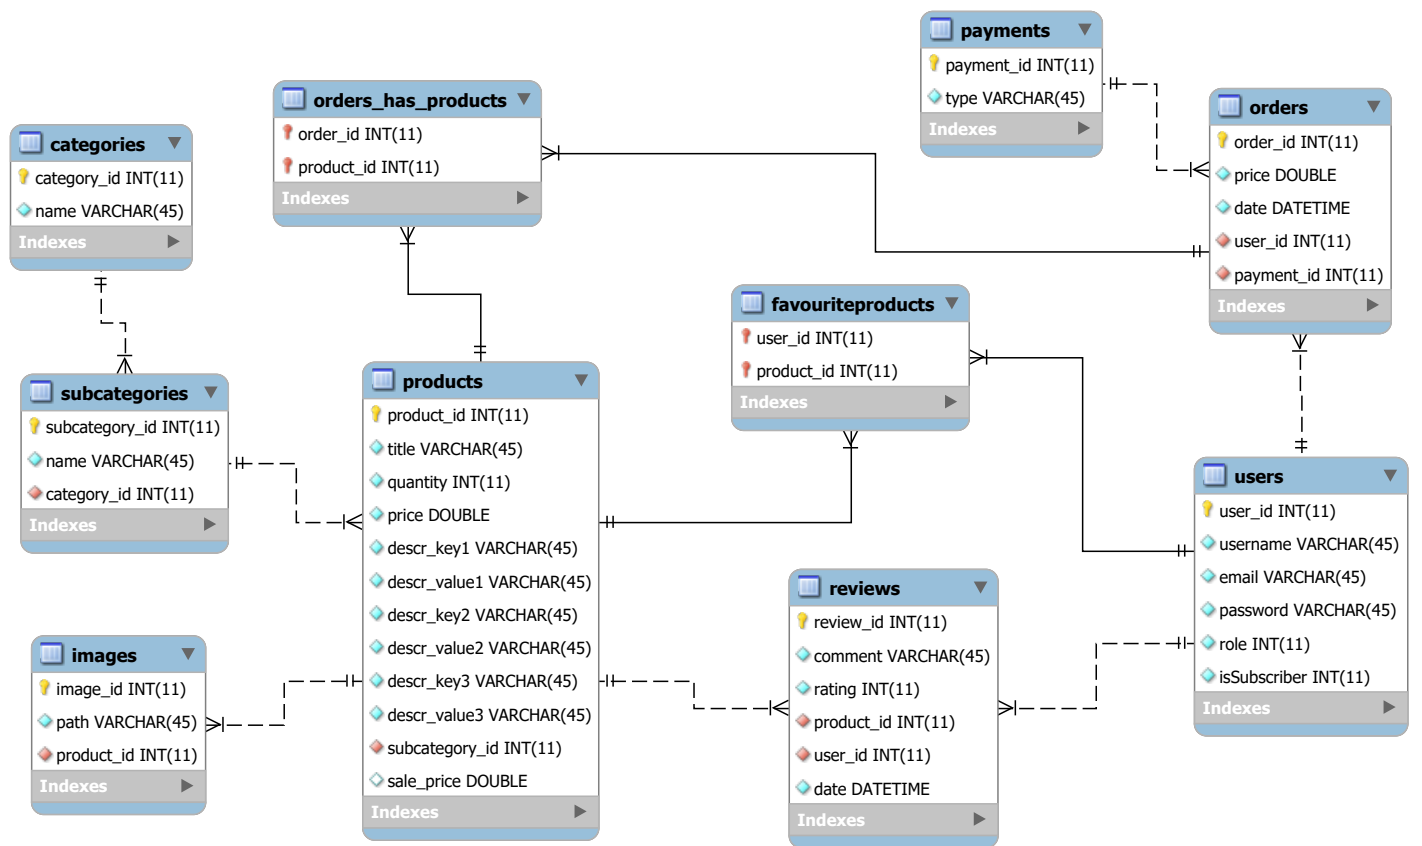 payments
payment_id INT(11)
type VARCHAR(45)
Indexes
orders_has_products
order_id INT(11)
product_id INT(11)
Indexes
orders
order_id INT(11)
price DOUBLE
date DATETIME
user_id INT(11)
payment_id INT(11)
Indexes
categories
category_id INT(11)
name VARCHAR(45)
Indexes
favouriteproducts
user_id INT(11)
product_id INT(11)
Indexes
subcategories
subcategory_id INT(11)
name VARCHAR(45)
category_id INT(11)
Indexes
products
product_id INT(11)
title VARCHAR(45)
quantity INT(11)
price DOUBLE
descr_key1 VARCHAR(45)
descr_value1 VARCHAR(45)
descr_key2 VARCHAR(45)
descr_value2 VARCHAR(45)
descr_key3 VARCHAR(45)
descr_value3 VARCHAR(45)
subcategory_id INT(11)
sale_price DOUBLE
Indexes
users
user_id INT(11)
username VARCHAR(45)
email VARCHAR(45)
password VARCHAR(45)
role INT(11)
isSubscriber INT(11)
Indexes
images
image_id INT(11)
path VARCHAR(45)
product_id INT(11)
Indexes
reviews
review_id INT(11)
comment VARCHAR(45)
rating INT(11)
product_id INT(11)
user_id INT(11)
date DATETIME
Indexes